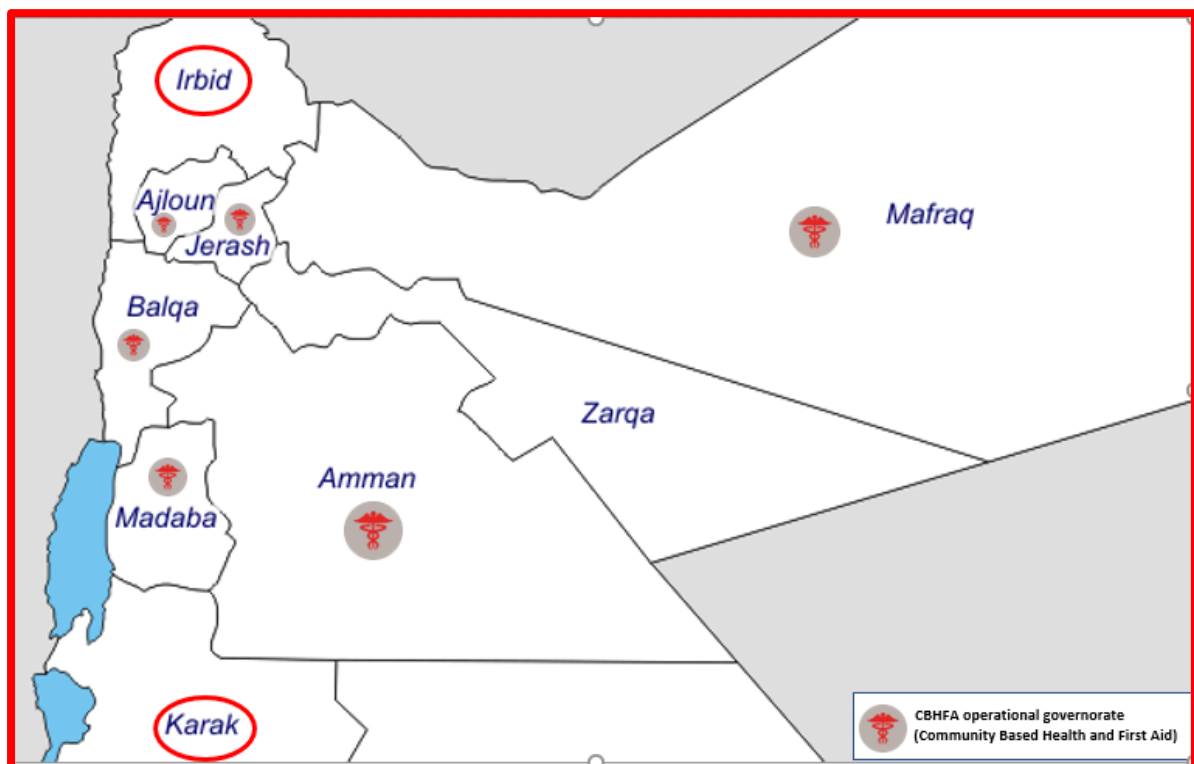 Irbid
Ajloun
Jerash
Mafraq
Balqa
Zarqa
Amman
Madaba
Karak
CBHFA operational governorate
(Community Based Health and First Aid)